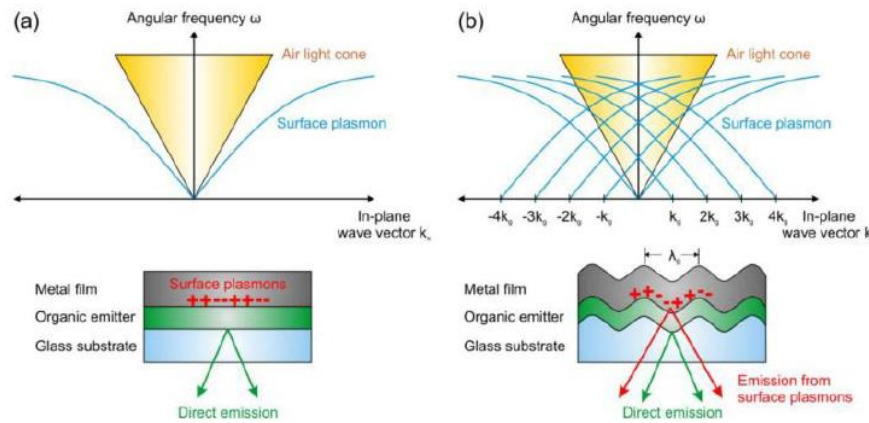 (a)
Angular frequency ω
Air light cone
Surface plasmon
In-plane
wave vector kₓ
Metal film
Surface plasmons
++--++--
Organic emitter
Glass substrate
Direct emission
(b)
Angular frequency ω
Air light cone
Surface plasmon
-4kg -3kg -2kg -kg kg 2kg 3kg 4kg
In-plane
wave vector k
λg
Metal film
++--++--
Organic emitter
Glass substrate
Emission from
surface plasmons
Direct emission